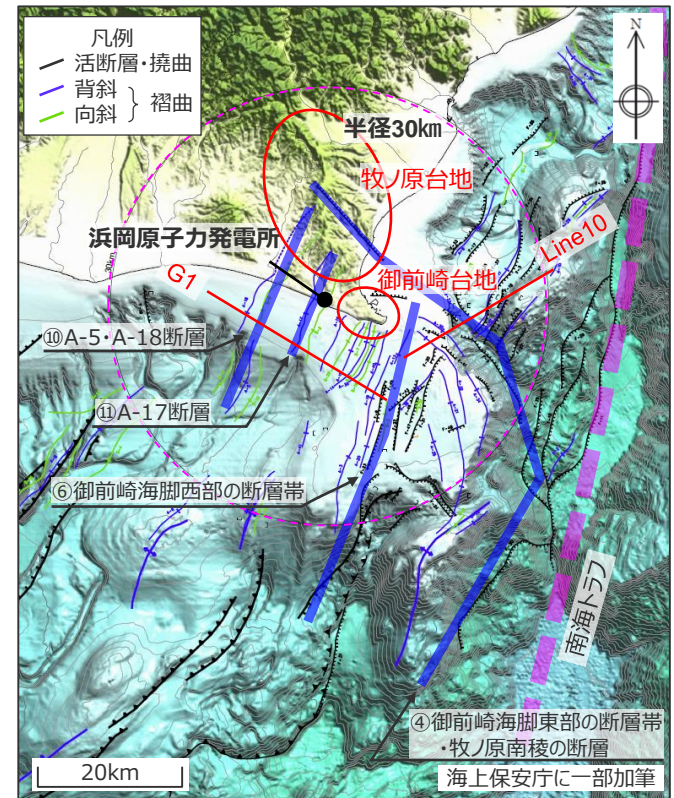 凡例
活断層・撓曲
背斜
向斜
} 褶曲
N
半径30km
牧ノ原台地
浜岡原子力発電所
御前崎台地
Line10
G1
⑩A-5・A-18断層
⑪A-17断層
⑥御前崎海脚西部の断層帯
南海トラフ
④御前崎海脚東部の断層帯
・牧ノ原南稜の断層
20km
海上保安庁に一部加筆